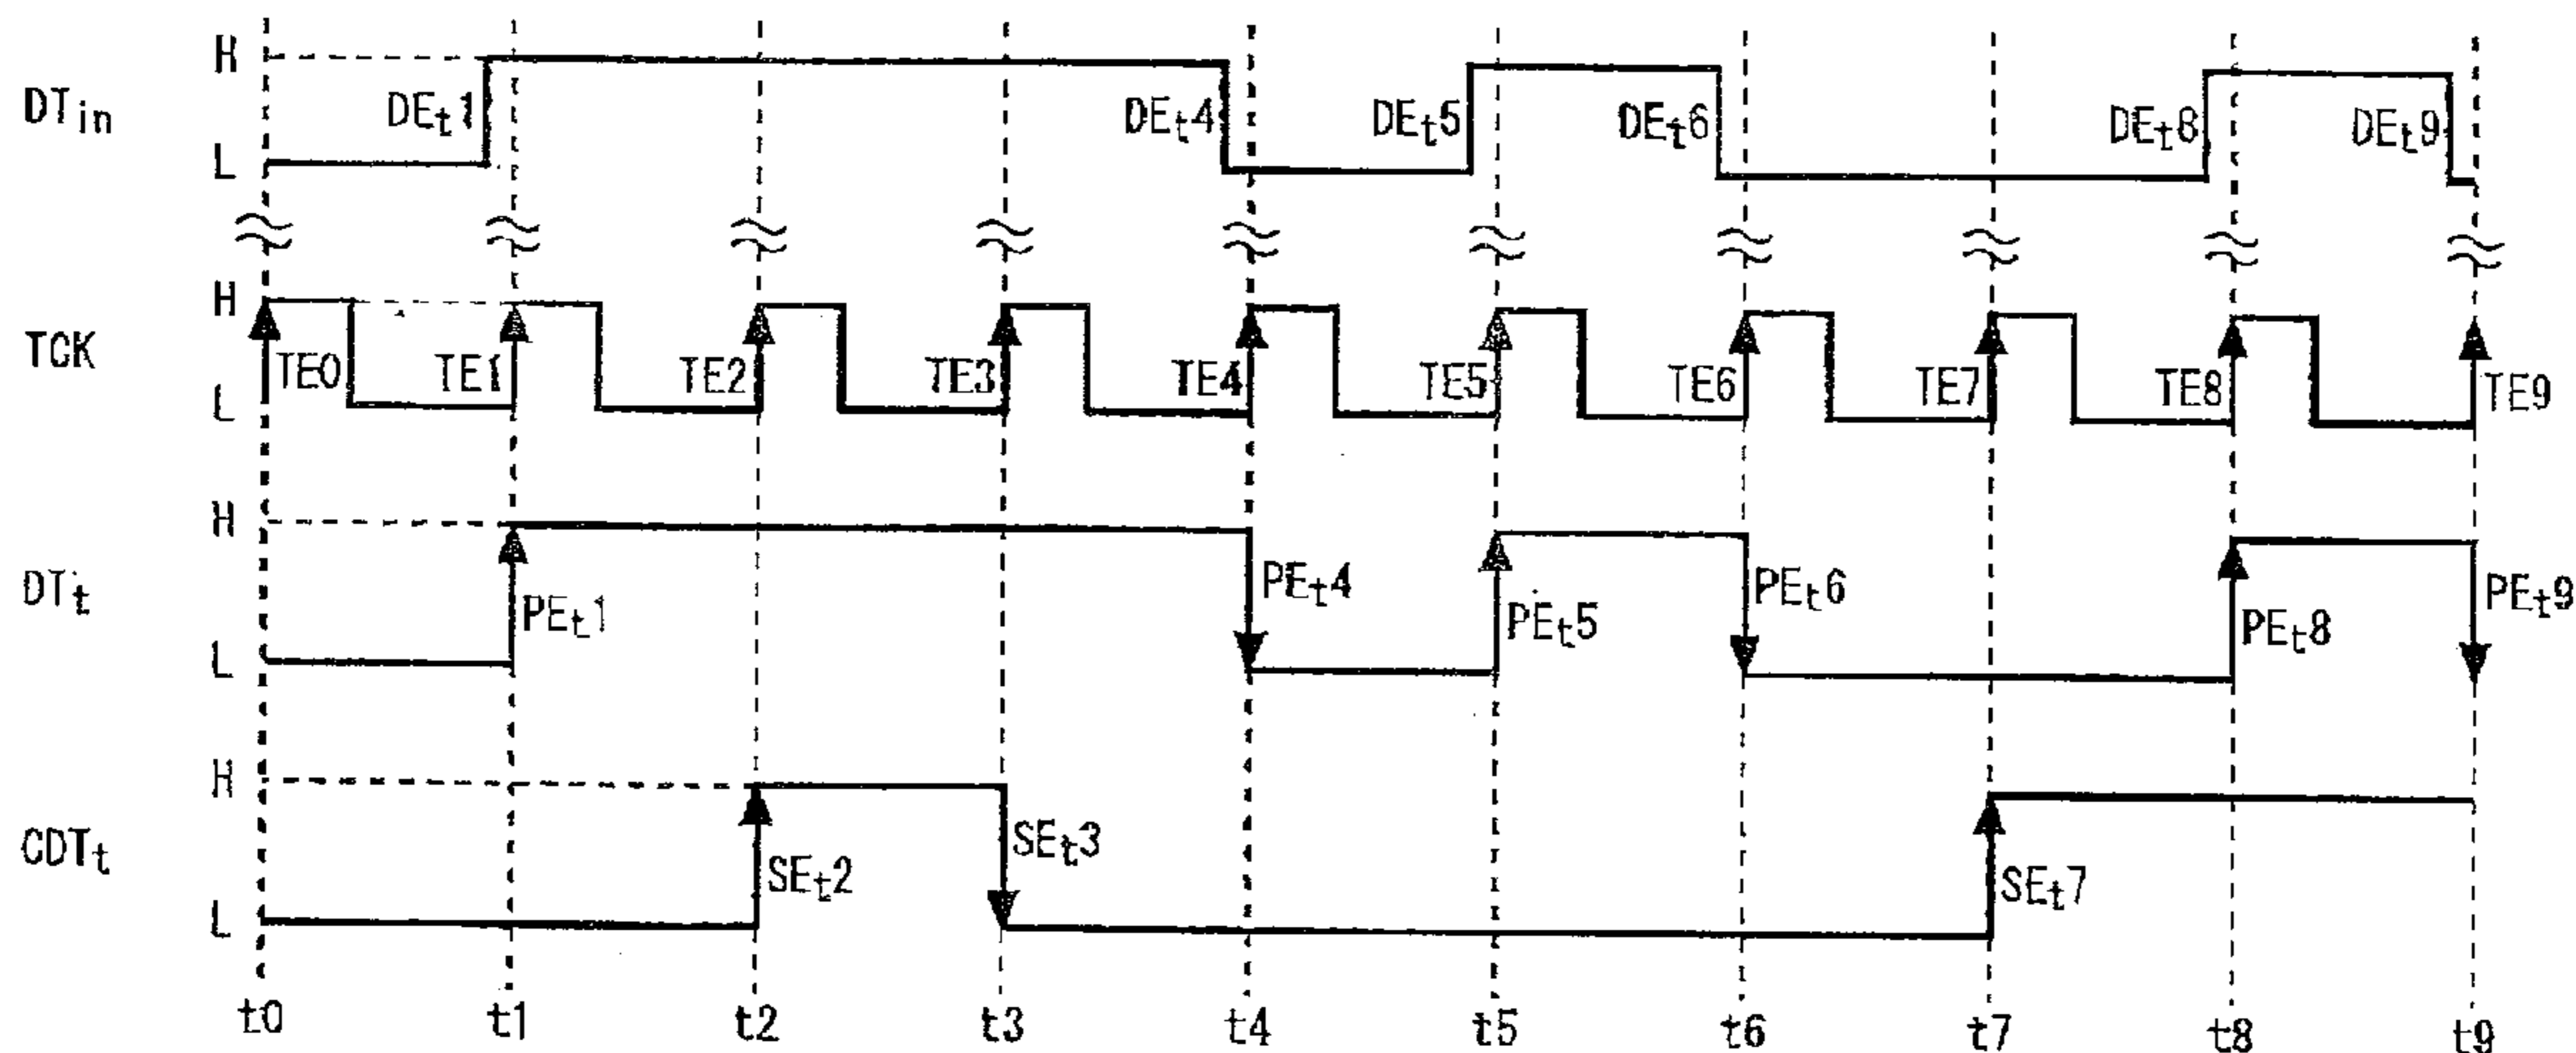 H
DTin
L
DEt1 DEt4 DEt5 DEt6 DEt8 DEt9
H
TCK
L
TE0 TE1 TE2 TE3 TE4 TE5 TE6 TE7 TE8 TE9
H
DTt
L
PEt1 PEt4 PEt5 PEt6 PEt8 PEt9
H
CDTt
L
SEt2 SEt3 SEt7
t0 t1 t2 t3 t4 t5 t6 t7 t8 t9